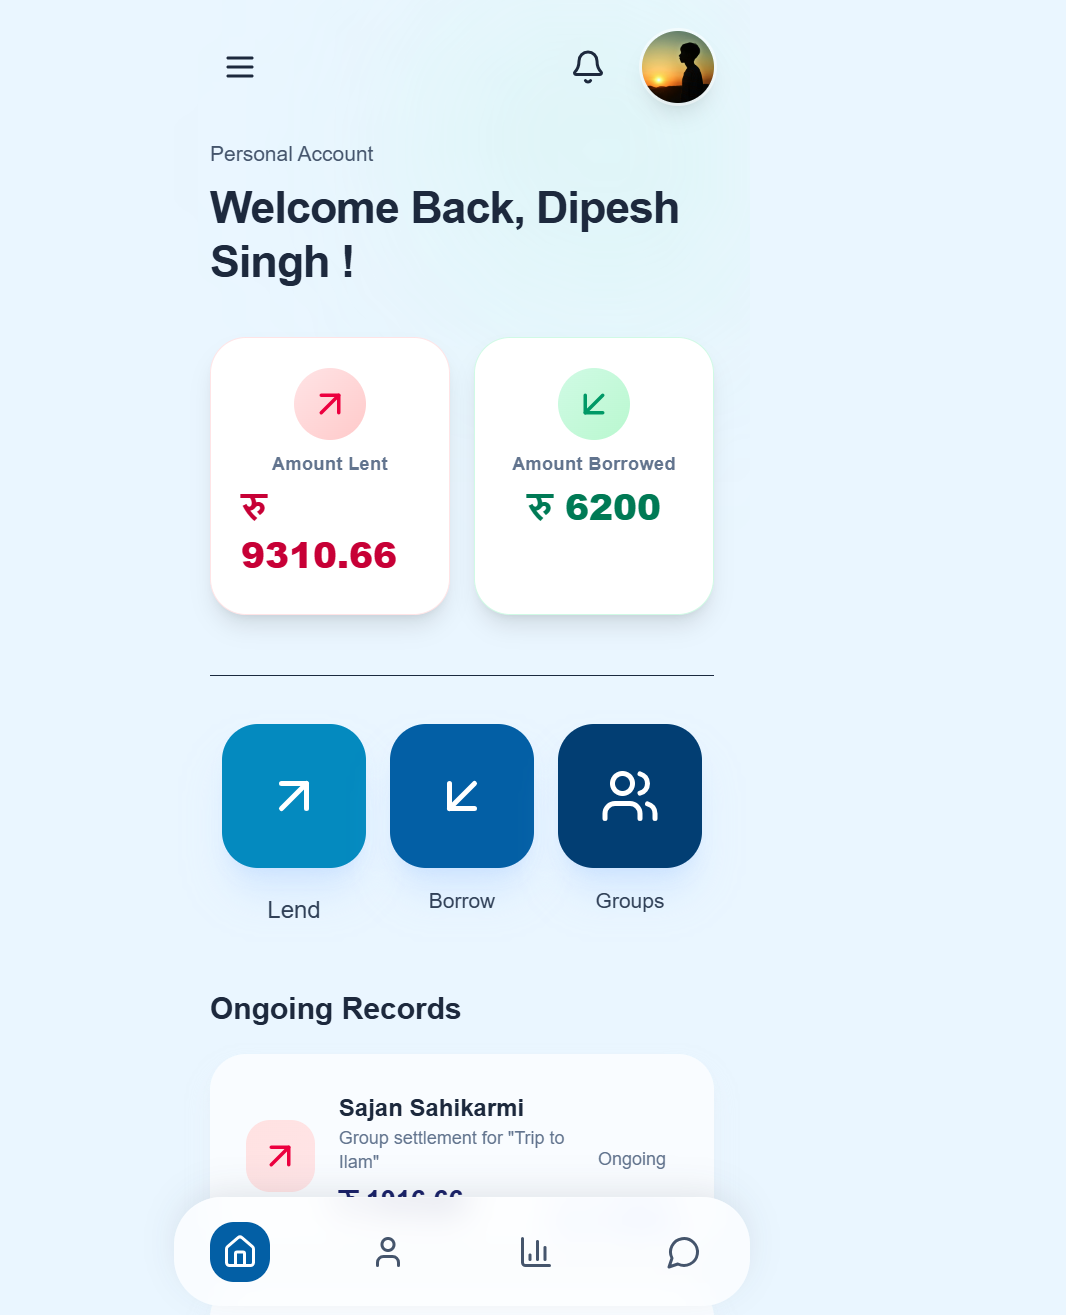 Personal Account
Welcome Back, Dipesh
Singh !
Amount Lent
रु
9310.66
Amount Borrowed
रु 6200
Lend
Borrow
Groups
Ongoing Records
Sajan Sahikarmi
Group settlement for "Trip to
Ilam"
Ongoing